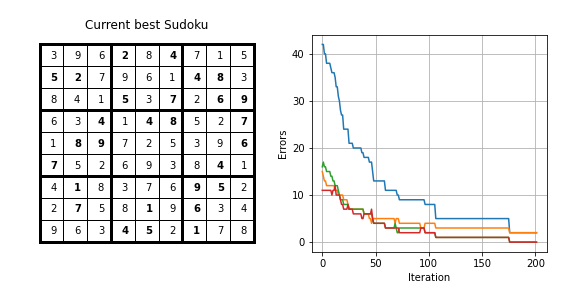 Current best Sudoku
3 9 6 2 8 4 7 1 5
5 2 7 9 6 1 4 8 3
8 4 1 5 3 7 2 6 9
6 3 4 1 4 8 5 2 7
1 8 9 7 2 5 3 9 6
7 5 2 6 9 3 8 4 1
4 1 8 3 7 6 9 5 2
2 7 5 8 1 9 6 3 4
9 6 3 4 5 2 1 7 8
Errors
40
30
20
10
0
0 50 100 150 200
Iteration